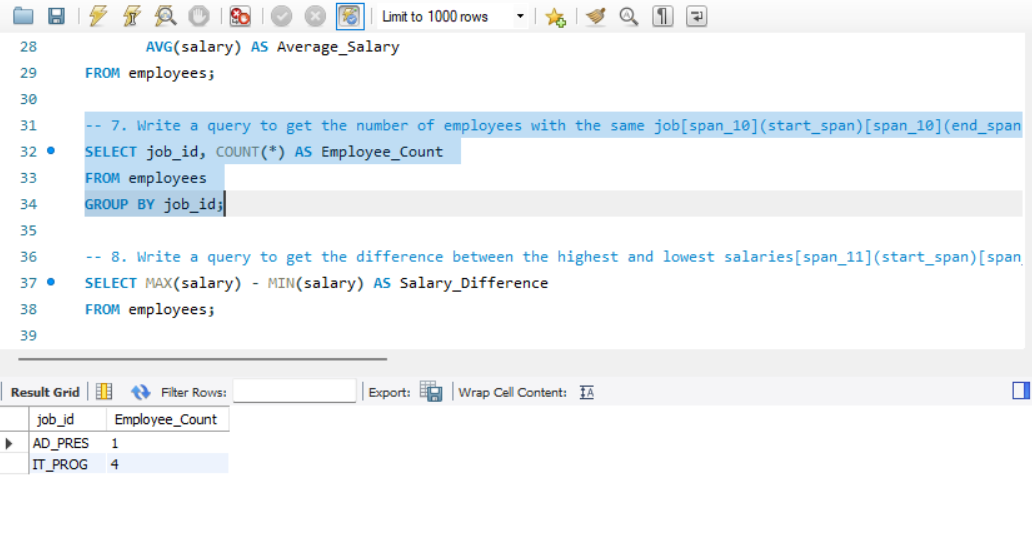 Limit to 1000 rows
28 AVG(salary) AS Average_Salary
29 FROM employees;
30
31 -- 7. Write a query to get the number of employees with the same job[span_10](start_span)[span_10](end_span
32 SELECT job_id, COUNT(*) AS Employee_Count
33 FROM employees
34 GROUP BY job_id;
35
36 -- 8. Write a query to get the difference between the highest and lowest salaries[span_11](start_span)[span_
37 SELECT MAX(salary) - MIN(salary) AS Salary_Difference
38 FROM employees;
39
Result Grid Filter Rows: Export: Wrap Cell Content:
job_id Employee_Count
AD_PRES 1
IT_PROG 4